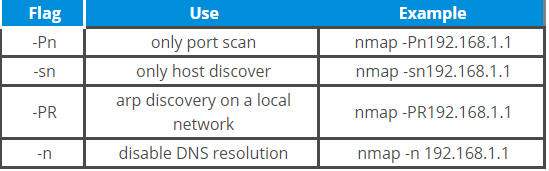 Flag Use Example
-Pn only port scan nmap -Pn192.168.1.1
-sn only host discover nmap -sn192.168.1.1
-PR arp discovery on a local network nmap -PR192.168.1.1
-n disable DNS resolution nmap -n 192.168.1.1